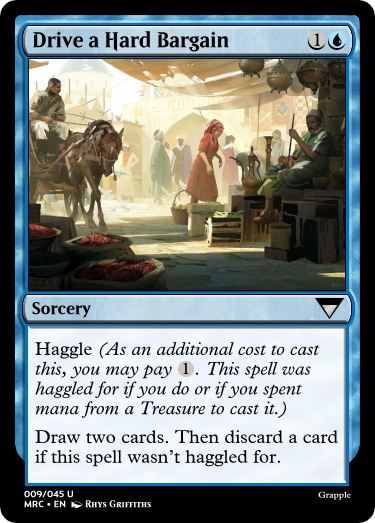 Drive a Hard Bargain 1
Sorcery
Haggle (As an additional cost to cast
this, you may pay 1. This spell was
haggled for if you do or if you spent
mana from a Treasure to cast it.)
Draw two cards. Then discard a card
if this spell wasn't haggled for.
009/045 U
MRC • EN Rhys Griffiths
Grapple